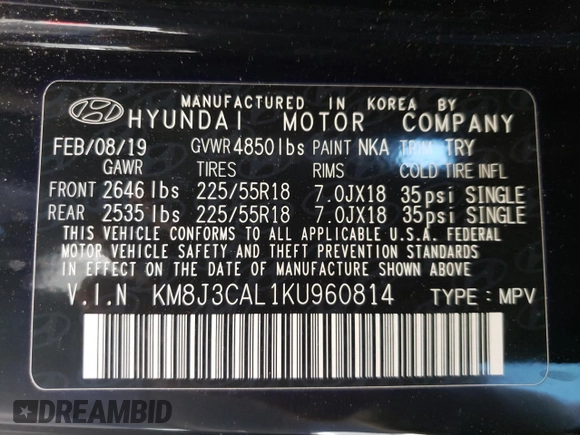 MANUFACTURED IN KOREA BY
HYUNDAI MOTOR COMPANY
FEB/08/19 GVWR 4850lbs PAINT NKA TRIM TRY
GAWR TIRES RIMS COLD TIRE INFL
FRONT 2646 lbs 225/55R18 7.0JX18 35psi SINGLE
REAR 2535 lbs 225/55R18 7.0JX18 35psi SINGLE
THIS VEHICLE CONFORMS TO ALL APPLICABLE U.S.A. FEDERAL
MOTOR VEHICLE SAFETY AND THEFT PREVENTION STANDARDS
IN EFFECT ON THE DATE OF MANUFACTURE SHOWN ABOVE.
V.I.N KM8J3CAL1KU960814 TYPE : MPV
DREAMBID